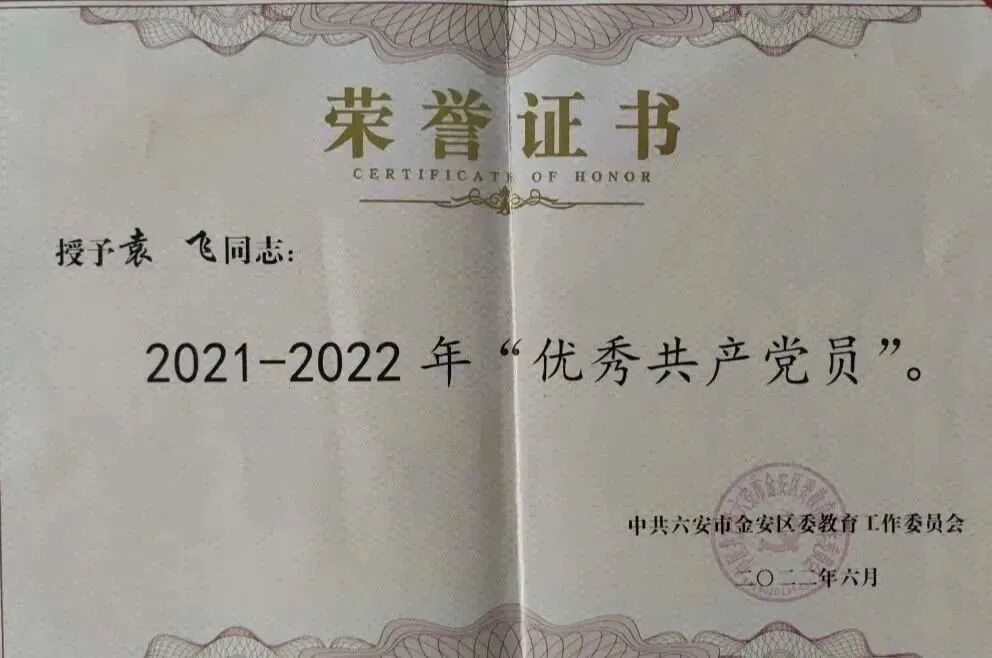 荣誉证书
CERTIFICATE OF HONOR
授予袁 飞同志：
2021-2022 年“优秀共产党员”。
中共六安市金安区委教育工作委员会
二〇二二年六月